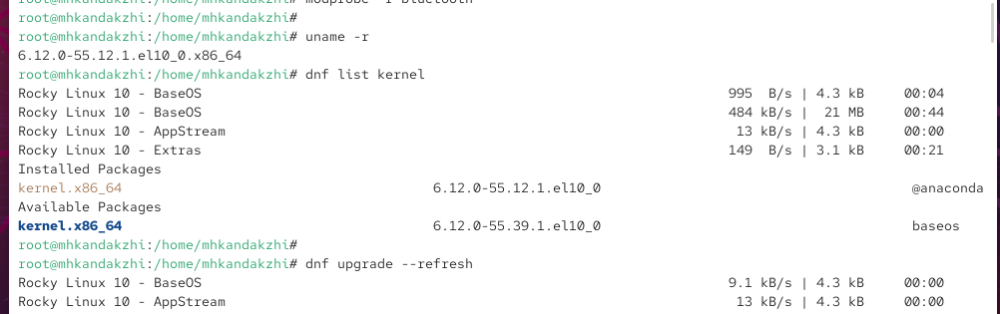 root@mhkandakzhi:/home/mhkandakzhi# modprobe -r bluetooth
root@mhkandakzhi:/home/mhkandakzhi#
root@mhkandakzhi:/home/mhkandakzhi# uname -r
6.12.0-55.12.1.el10_0.x86_64
root@mhkandakzhi:/home/mhkandakzhi# dnf list kernel
Rocky Linux 10 - BaseOS 995 B/s | 4.3 kB 00:04
Rocky Linux 10 - BaseOS 484 kB/s | 21 MB 00:44
Rocky Linux 10 - AppStream 13 kB/s | 4.3 kB 00:00
Rocky Linux 10 - Extras 149 B/s | 3.1 kB 00:21
Installed Packages
kernel.x86_64 6.12.0-55.12.1.el10_0 @anaconda
Available Packages
kernel.x86_64 6.12.0-55.39.1.el10_0 baseos
root@mhkandakzhi:/home/mhkandakzhi#
root@mhkandakzhi:/home/mhkandakzhi# dnf upgrade --refresh
Rocky Linux 10 - BaseOS 9.1 kB/s | 4.3 kB 00:00
Rocky Linux 10 - AppStream 13 kB/s | 4.3 kB 00:00